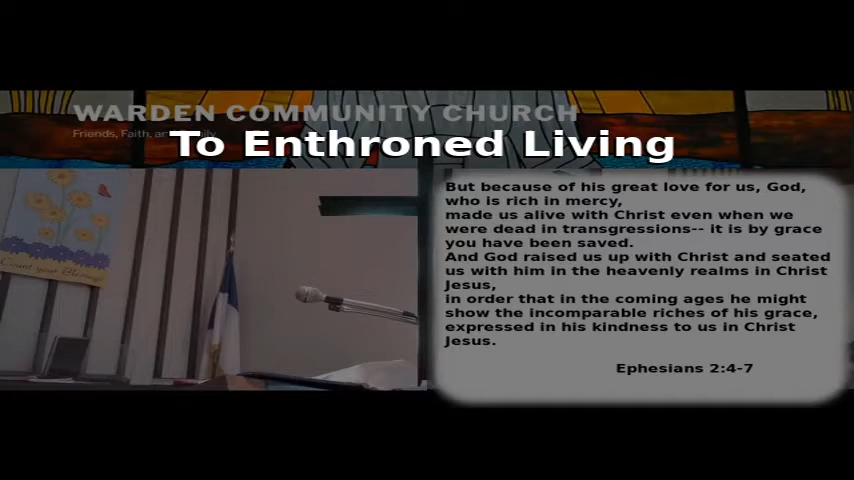 WARDEN COMMUNITY CHURCH
Friends, Faith, an    ily
To Enthroned Living
Count your Blessings
But because of his great love for us, God,
who is rich in mercy,
made us alive with Christ even when we
were dead in transgressions-- it is by grace
you have been saved.
And God raised us up with Christ and seated
us with him in the heavenly realms in Christ
Jesus,
in order that in the coming ages he might
show the incomparable riches of his grace,
expressed in his kindness to us in Christ
Jesus.
Ephesians 2:4-7